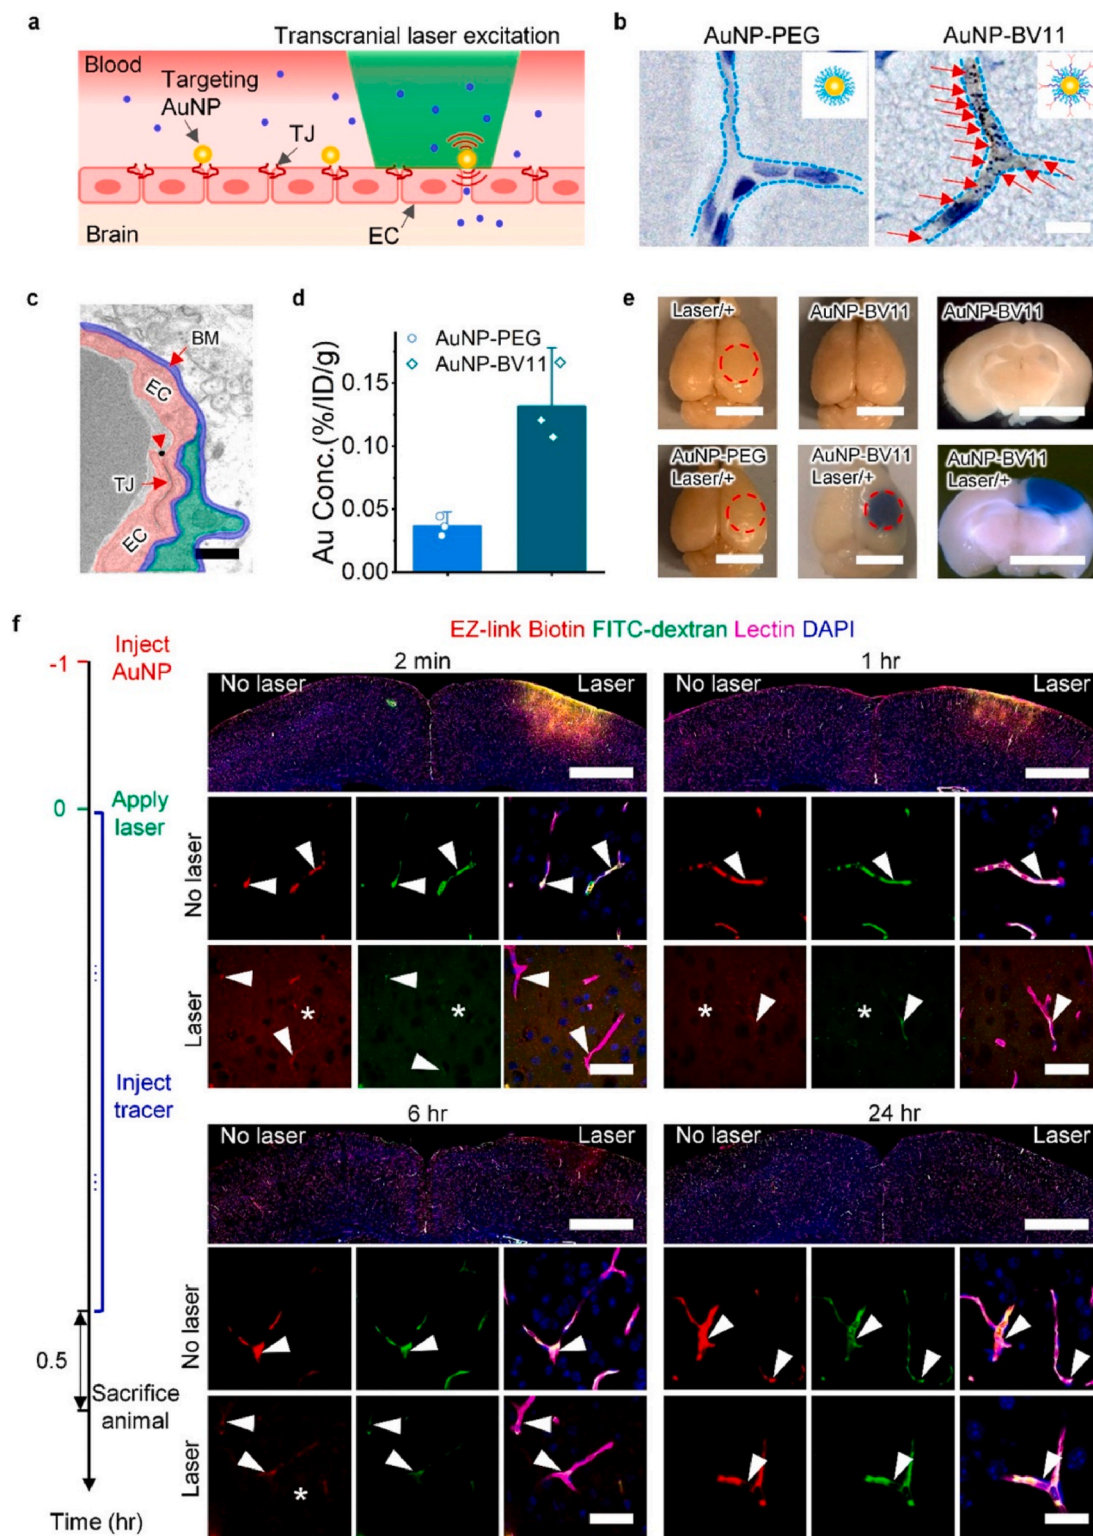 a
Transcranial laser excitation
Blood
Targeting
AuNP
TJ
EC
Brain
b
AuNP-PEG
AuNP-BV11
c
BM
EC
TJ
EC
d
Au Conc.(%/ID/g)
0.15
0.10
0.05
0.00
AuNP-PEG
AuNP-BV11
e
Laser/+
AuNP-BV11
AuNP-BV11
AuNP-PEG
Laser/+
AuNP-BV11
Laser/+
AuNP-BV11
Laser/+
f
EZ-link Biotin FITC-dextran Lectin DAPI
-1
Inject
AuNP
0
Apply
laser
Inject
tracer
0.5
Sacrifice
animal
Time (hr)
2 min
No laser
Laser
No laser
Laser
*
*
1 hr
No laser
Laser
*
*
6 hr
No laser
Laser
No laser
Laser
*
24 hr
No laser
Laser